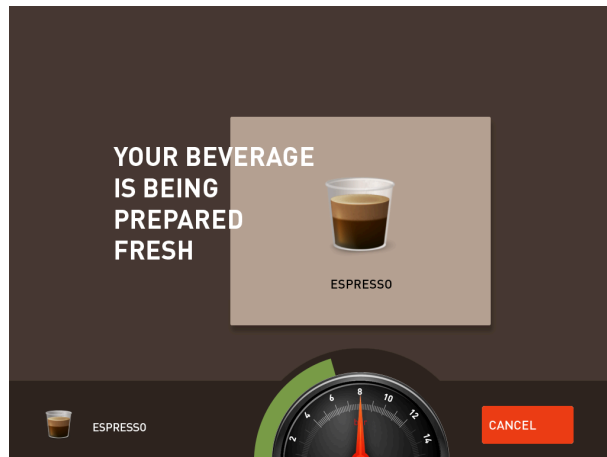 YOUR BEVERAGE
IS BEING
PREPARED
FRESH
ESPRESSO
2
4
6
8
10
12
14
ESPRESSO
CANCEL